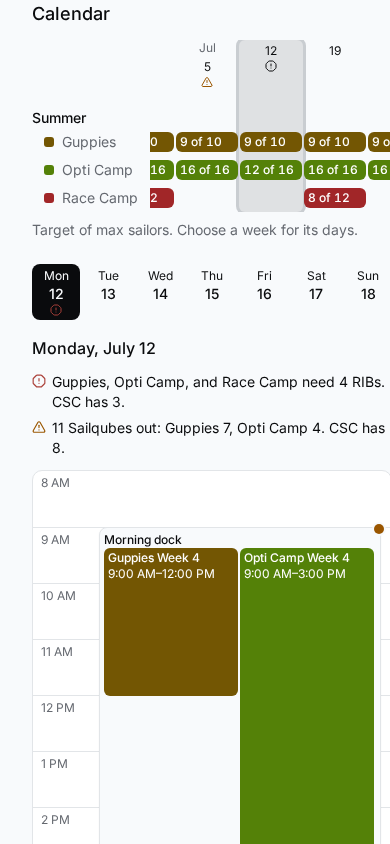 Calendar
Jul
5
12
19
Summer
Guppies
0
9 of 10
9 of 10
9 of 10
9 o
Opti Camp
16
16 of 16
12 of 16
16 of 16
16
Race Camp
2
8 of 12
Target of max sailors. Choose a week for its days.
Mon
12
Tue
13
Wed
14
Thu
15
Fri
16
Sat
17
Sun
18
Monday, July 12
Guppies, Opti Camp, and Race Camp need 4 RIBs.
CSC has 3.
11 Sailqubes out: Guppies 7, Opti Camp 4. CSC has
8.
8 AM
9 AM
Morning dock
Guppies Week 4
9:00 AM–12:00 PM
Opti Camp Week 4
9:00 AM–3:00 PM
10 AM
11 AM
12 PM
1 PM
2 PM